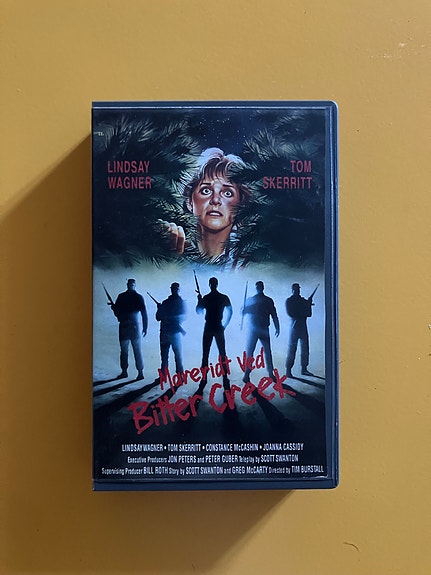 LINDSAY
WAGNER
TOM
SKERRITT
Mareridt Ved
Bitter Creek
LINDSAY WAGNER • TOM SKERRITT • CONSTANCE McCASHIN • JOANNA CASSIDY
Executive Producers JON PETERS and PETER GUBER Teleplay by SCOTT SWANTON
Supervising Producer BILL ROTH Story by SCOTT SWANTON and GREG McCARTY Directed by TIM BURSTALL